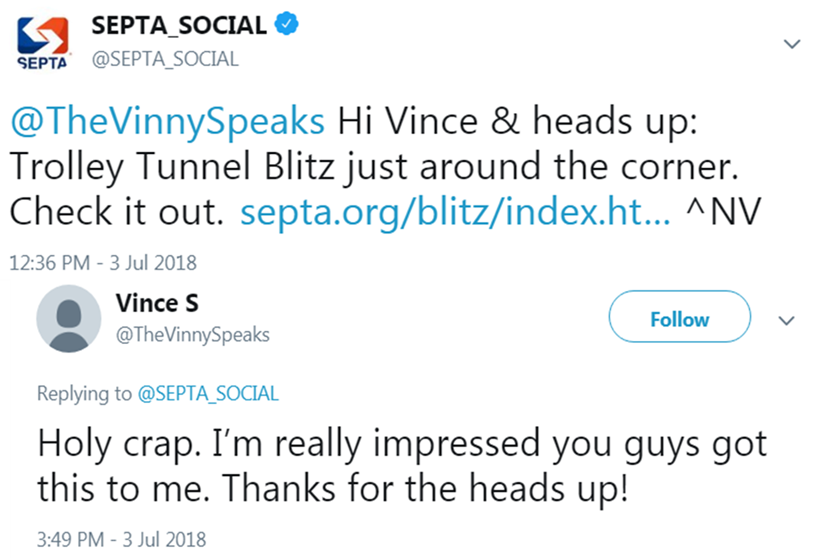 SEPTA
SEPTA_SOCIAL
@SEPTA_SOCIAL
@TheVinnySpeaks Hi Vince & heads up:
Trolley Tunnel Blitz just around the corner.
Check it out. septa.org/blitz/index.ht... ^NV
12:36 PM - 3 Jul 2018
Vince S
@TheVinnySpeaks
Follow
Replying to @SEPTA_SOCIAL
Holy crap. I’m really impressed you guys got
this to me. Thanks for the heads up!
3:49 PM - 3 Jul 2018